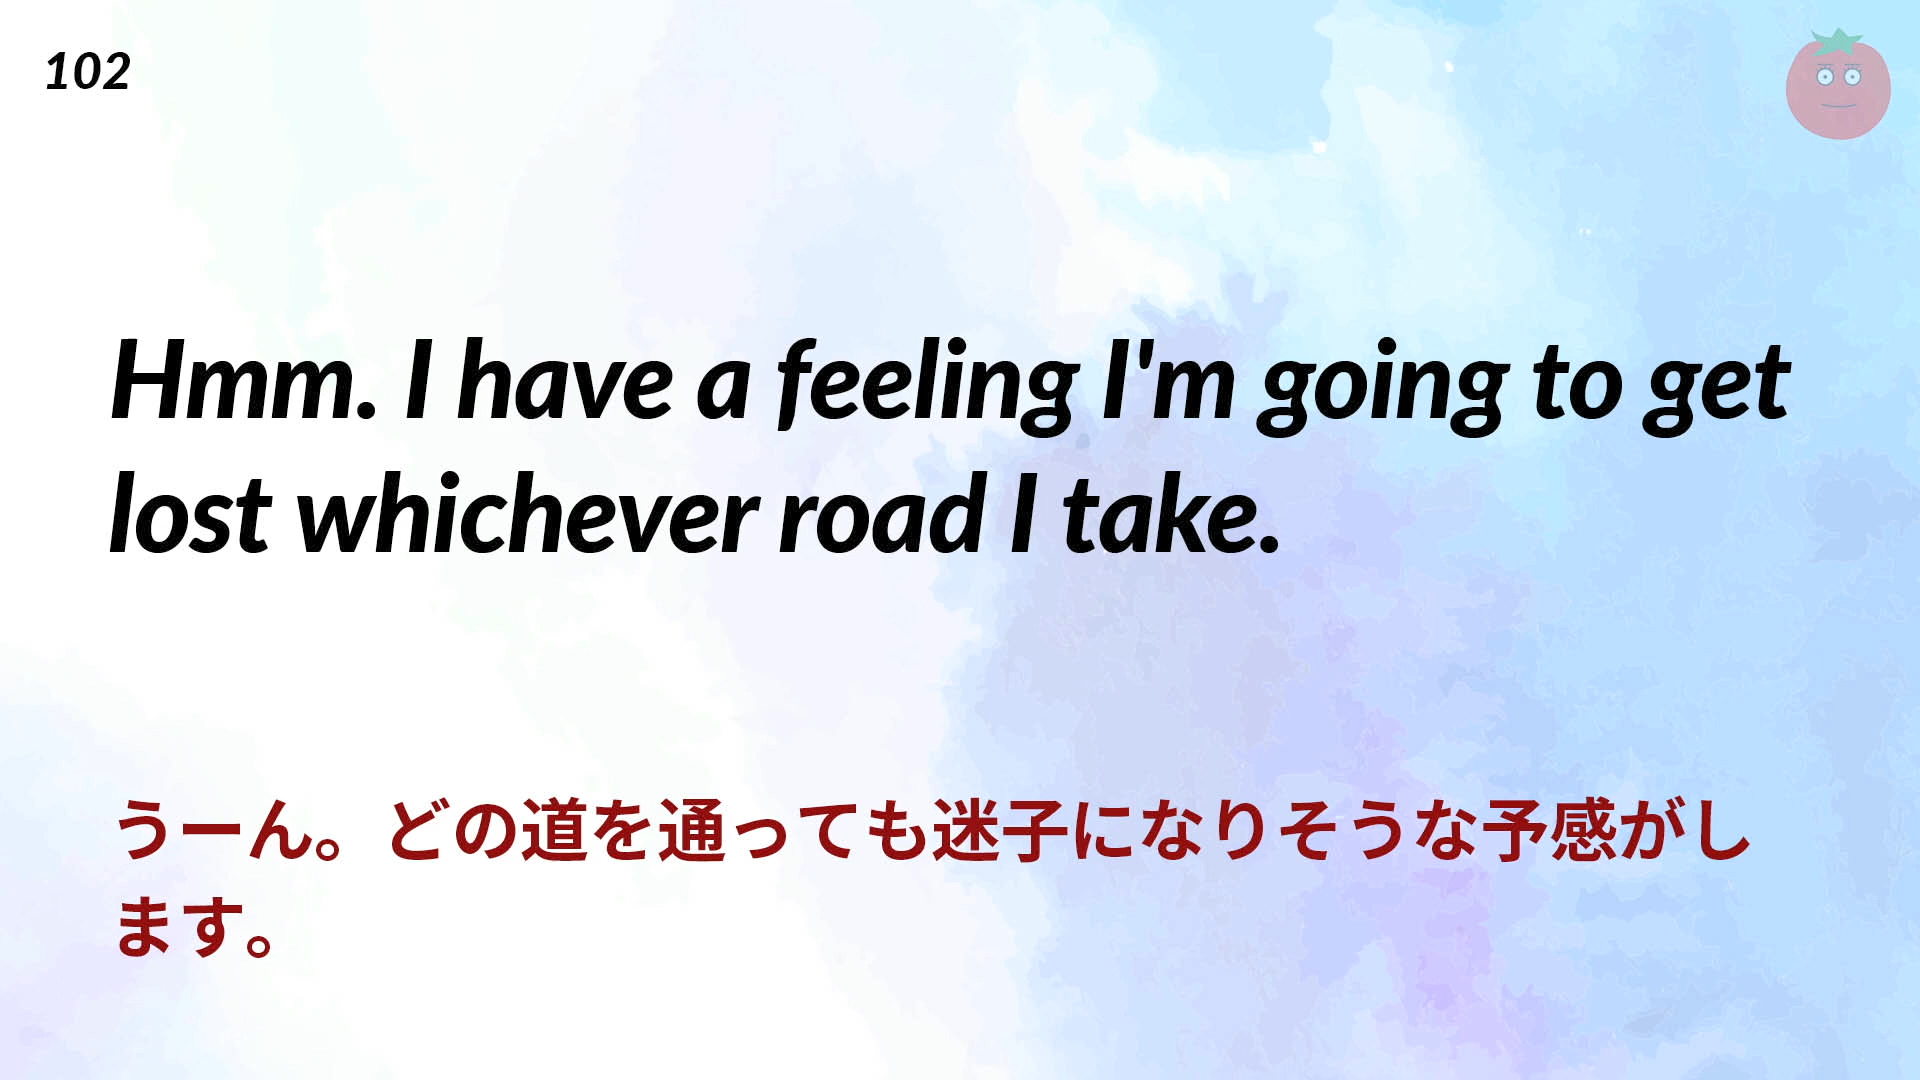 102
Hmm. I have a feeling I'm going to get
lost whichever road I take.
うーん。どの道を通っても迷子になりそうな予感がし
ます。